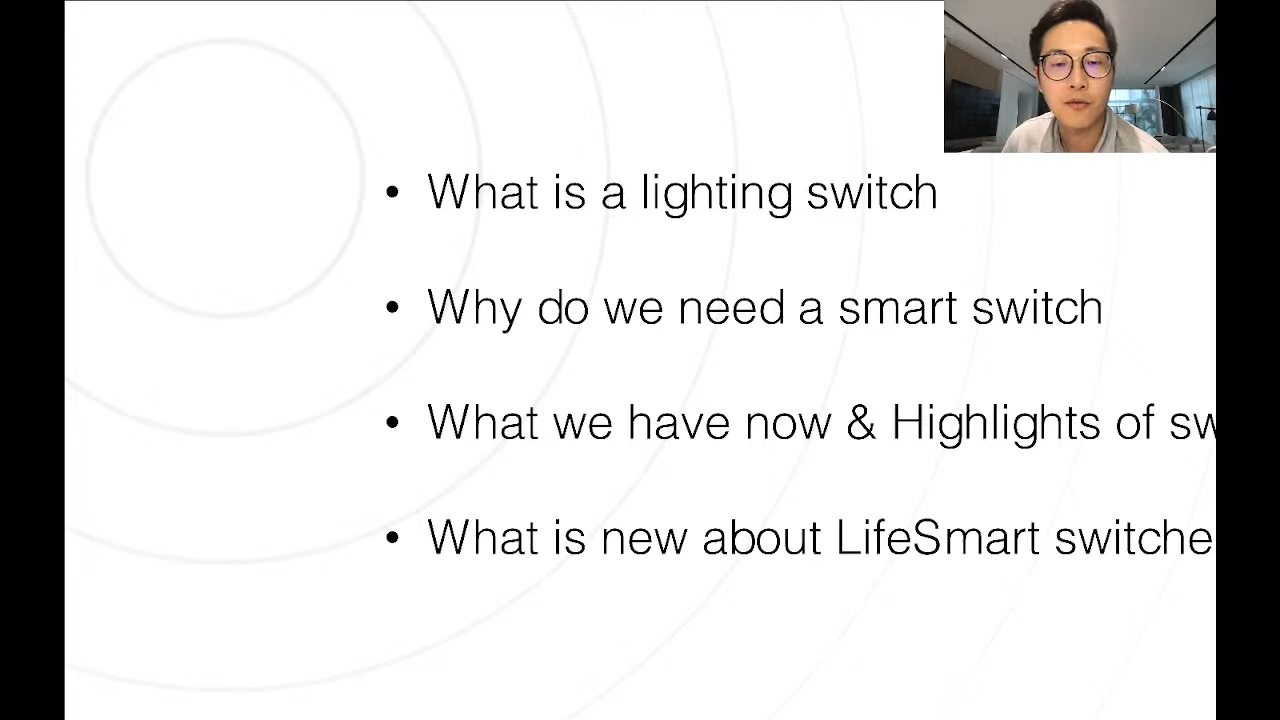 • What is a lighting switch
• Why do we need a smart switch
• What we have now & Highlights of sw
• What is new about LifeSmart switche